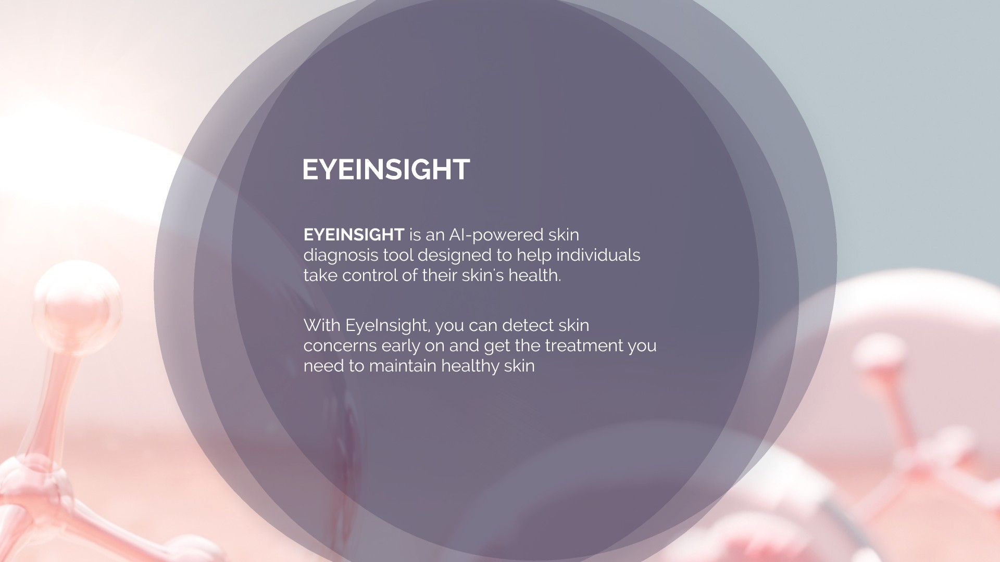 EYEINSIGHT
EYEINSIGHT is an AI-powered skin
diagnosis tool designed to help individuals
take control of their skin's health.
With EyeInsight, you can detect skin
concerns early on and get the treatment you
need to maintain healthy skin